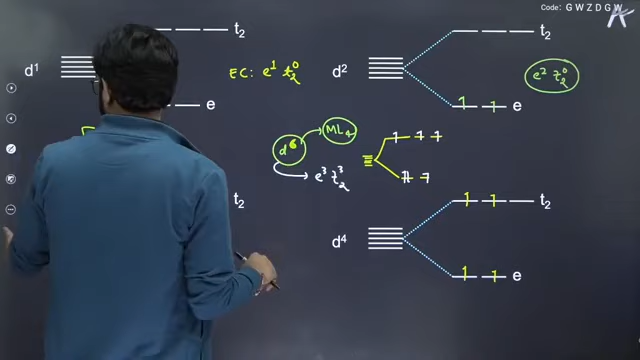 Code: G W Z D G W
t₂
d¹
EC: e¹ t₂⁰
e
d² t₂
e² t₂⁰
e
d⁶ → ML₄
→ e³ t₂³
t₂
d⁴ t₂
e